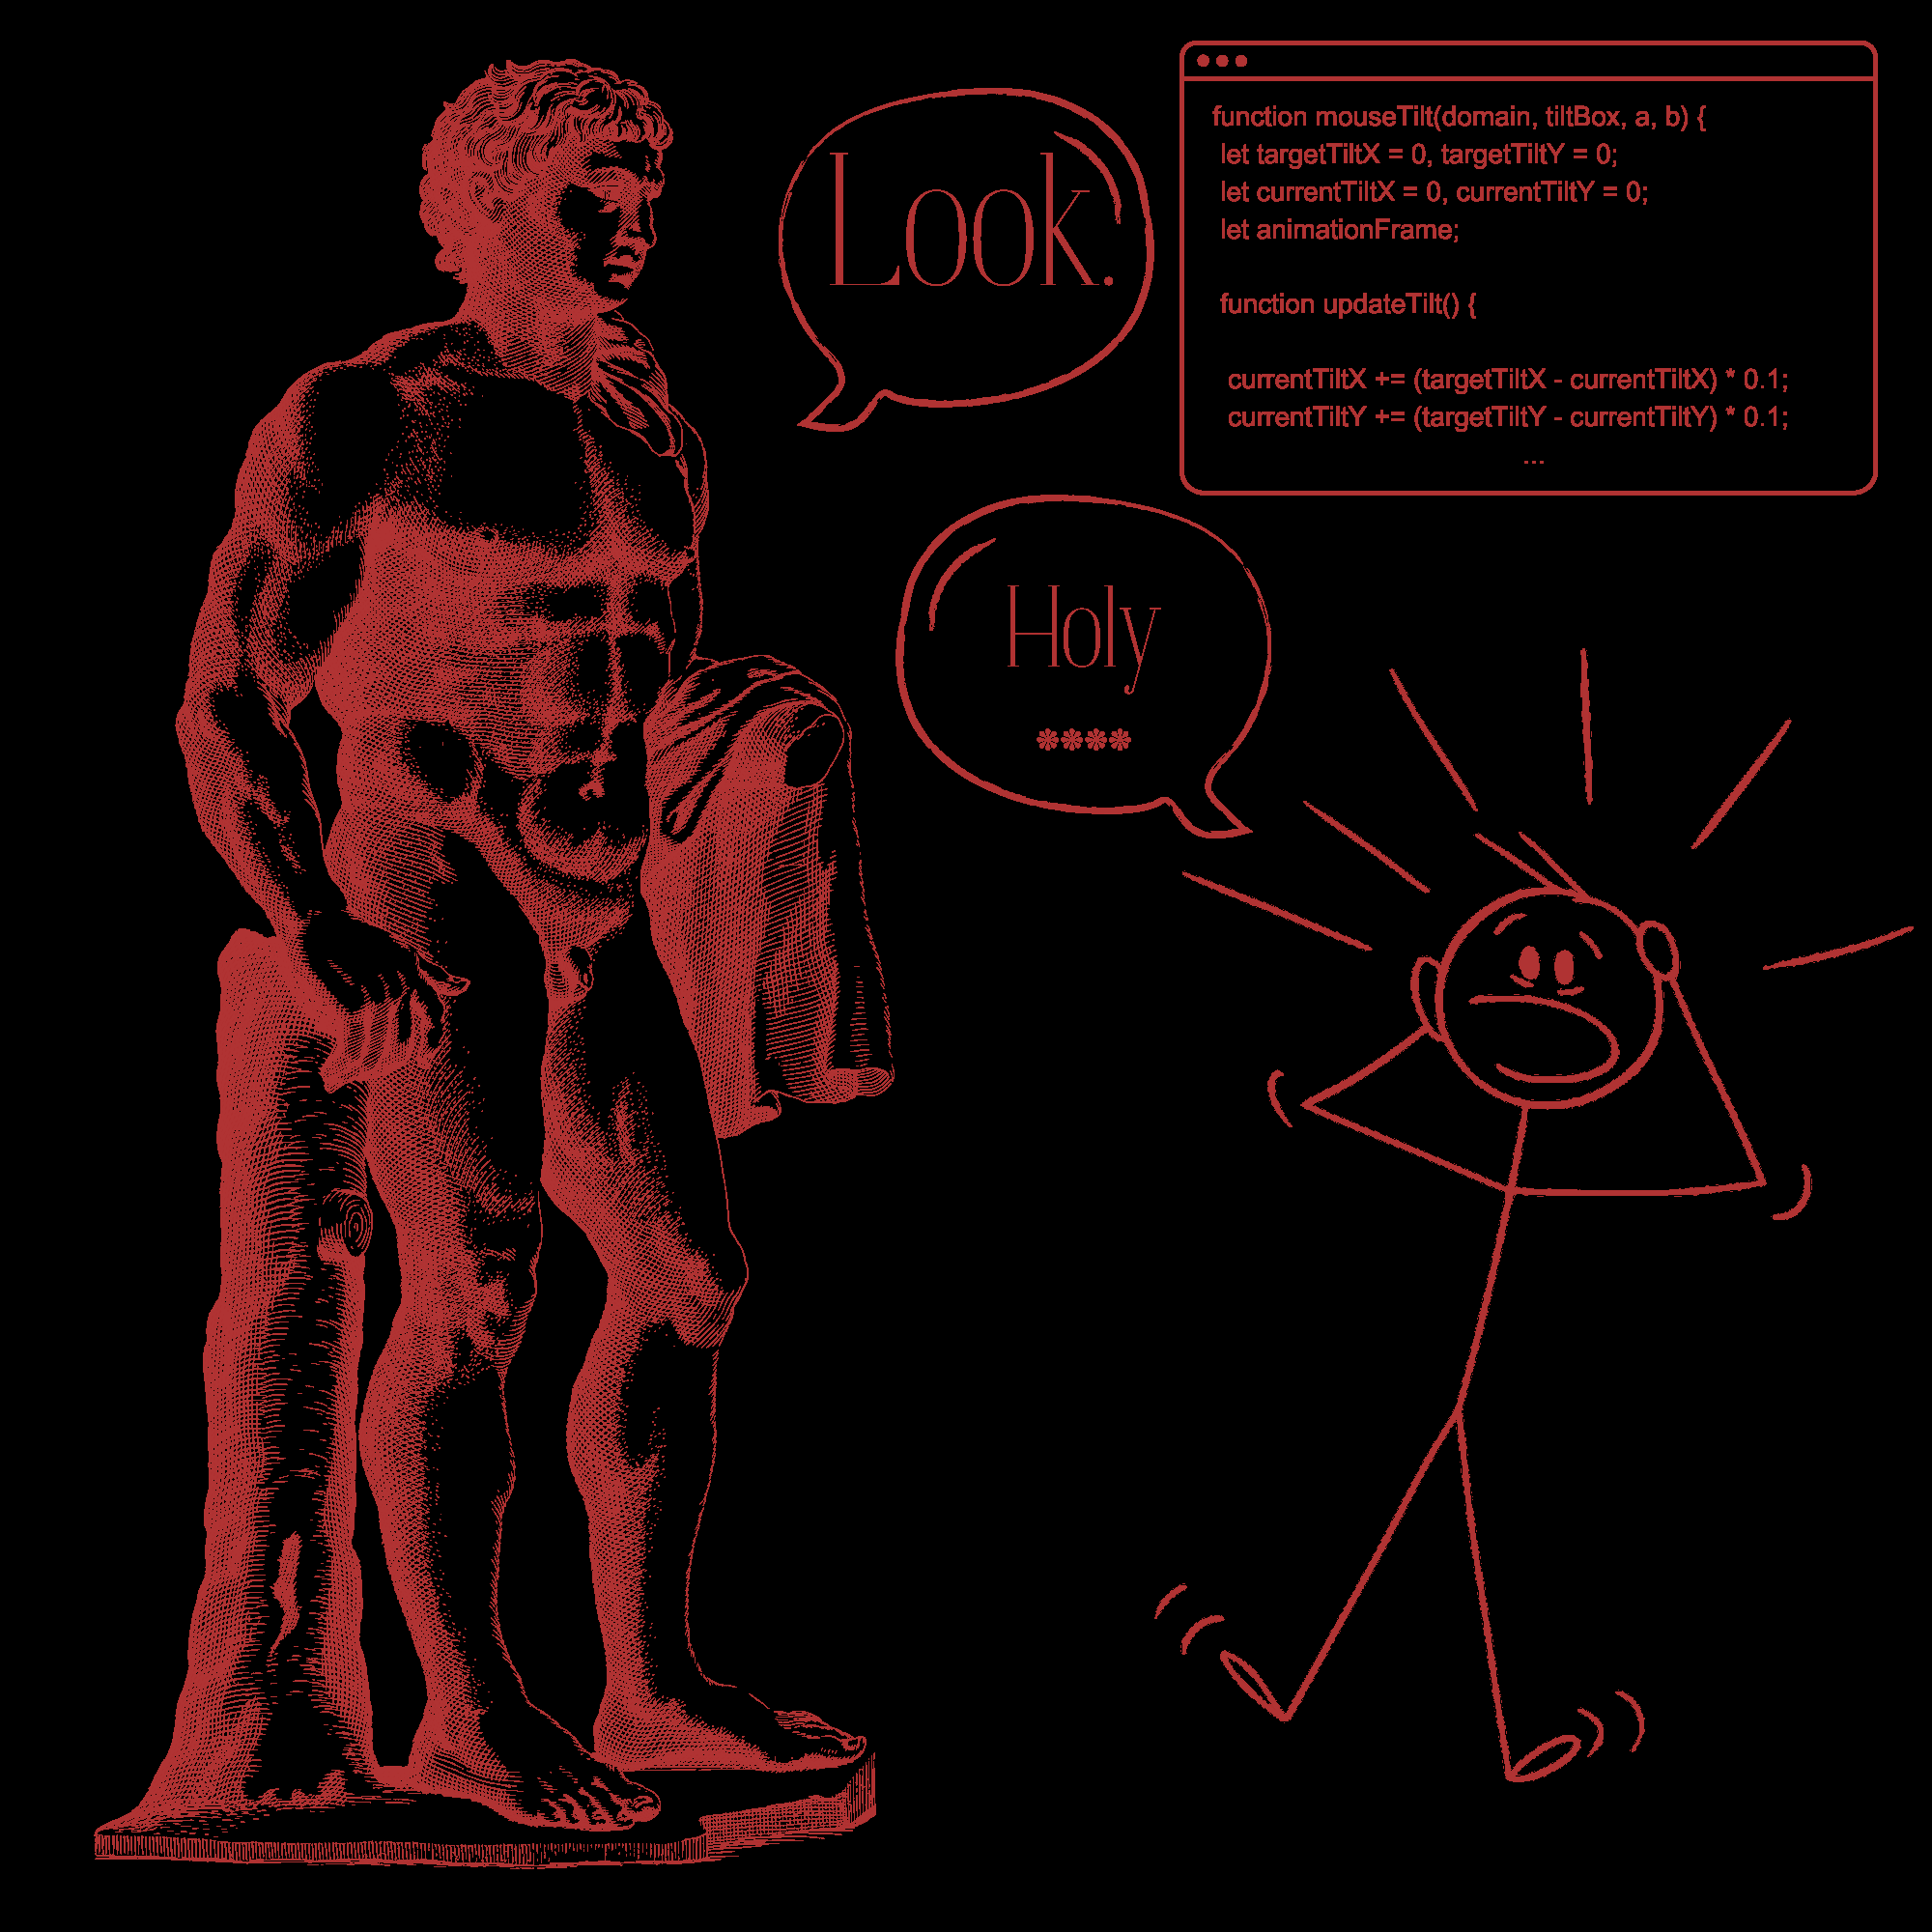 Look.
function mouseTilt(domain, tiltBox, a, b) {
let targetTiltX = 0, targetTiltY = 0;
let currentTiltX = 0, currentTiltY = 0;
let animationFrame;
function updateTilt() {
currentTiltX += (targetTiltX - currentTiltX) * 0.1;
currentTiltY += (targetTiltY - currentTiltY) * 0.1;
...
Holy
****